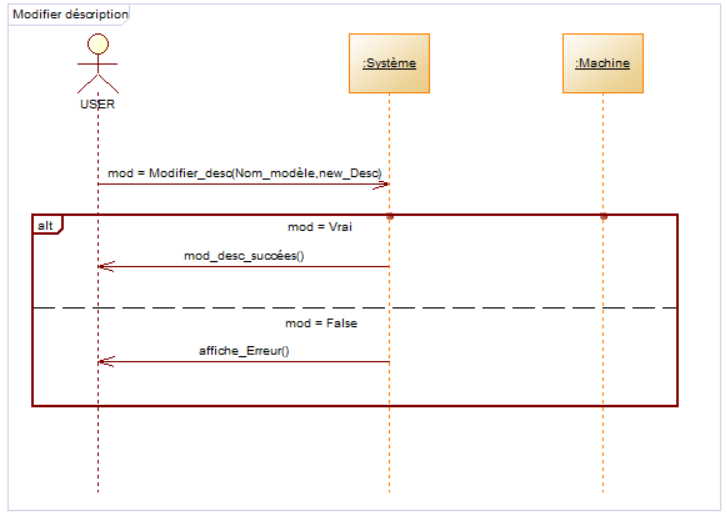 Modifier déscription
:Système
:Machine
USER
mod = Modifier_desc(Nom_modèle,new_Desc)
alt
mod = Vrai
mod_desc_succées()
mod = False
affiche_Erreur()